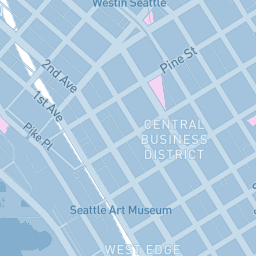 Westin Seattle
Pine St
2nd Ave
1st Ave
Pike Pl
CENTRAL
BUSINESS
DISTRICT
Seattle Art Museum
WEST EDGE